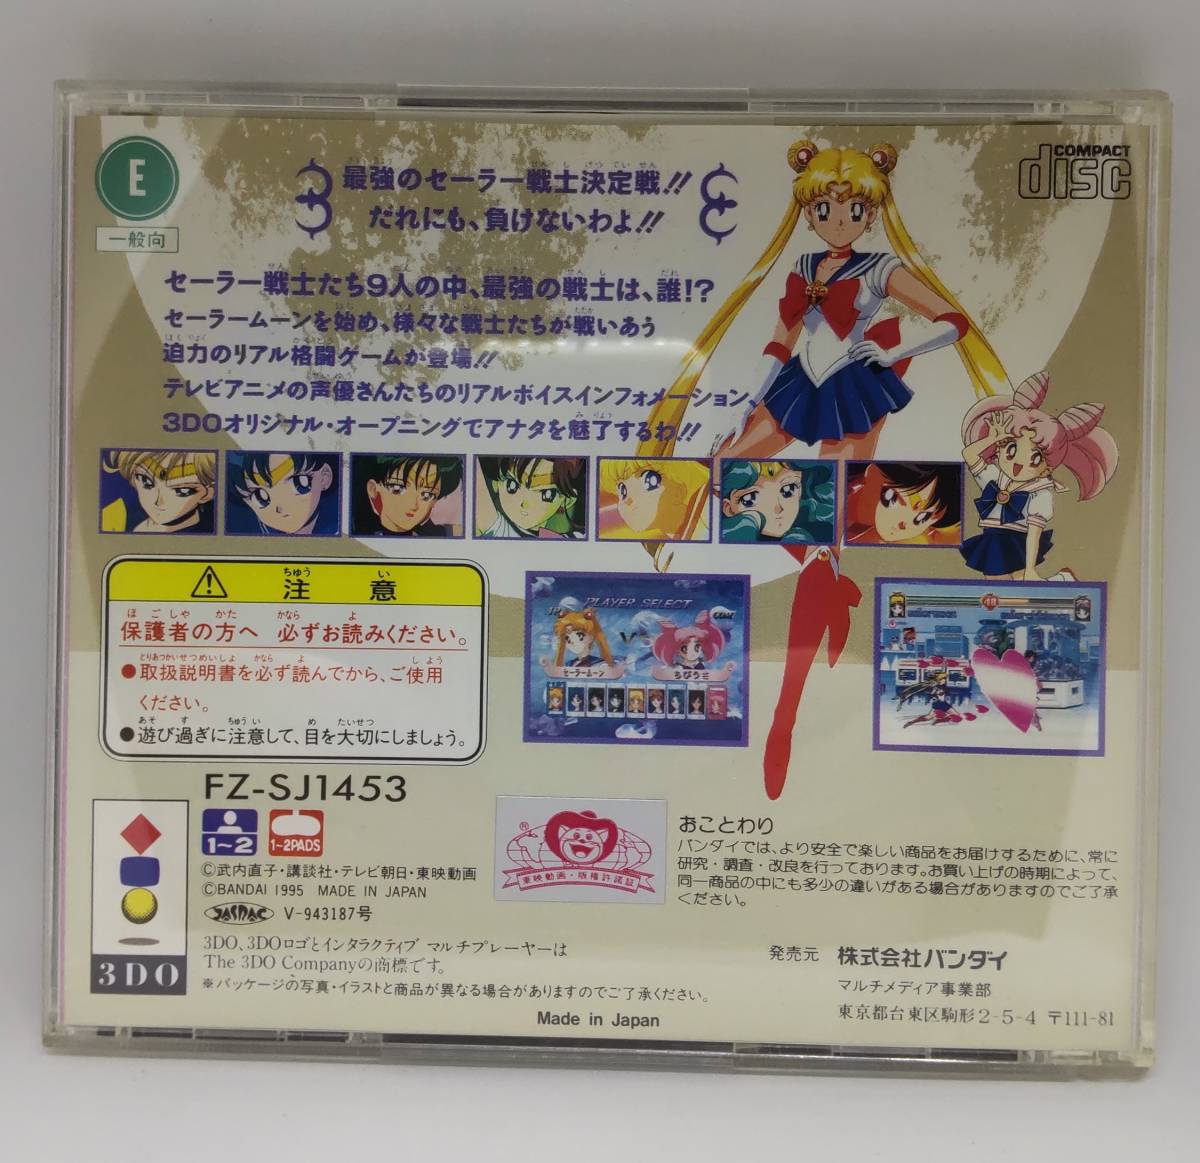 E
一般向
COMPACT
disc
最強のセーラー戦士決定戦!!
だれにも、負けないわよ!!
セーラー戦士たち9人の中、最強の戦士は、誰!?
セーラームーンを始め、様々な戦士たちが戦いあう
迫力のリアル格闘ゲームが登場!!
テレビアニメの声優さんたちのリアルボイスインフォメーション、
3DOオリジナル・オープニングでアナタを魅了するわ!!
注意
保護者の方へ 必ずお読みください。
●取扱説明書を必ず読んでから、ご使用
ください。
●遊び過ぎに注意して、目を大切にしましょう。
PLAYER SELECT
1P
COM
VS
セーラームーン
ちびうさ
FZ-SJ1453
1~2
1~2PADS
©武内直子・講談社・テレビ朝日・東映動画
©BANDAI 1995 MADE IN JAPAN
JASRAC V-943187号
3DO
3DO、3DOロゴとインタラクティブ マルチプレーヤーは
The 3DO Companyの商標です。
※パッケージの写真・イラストと商品が異なる場合がありますのでご了承ください。
Made in Japan
®
東映動画・版権許諾証
おことわり
バンダイでは、より安全で楽しい商品をお届けするために、常に
研究・調査・改良を行っております。お買い上げの時期によって、
同一商品の中にも多少の違いがある場合がありますのでご了承
ください。
発売元 株式会社バンダイ
マルチメディア事業部
東京都台東区駒形2-5-4 〒111-81